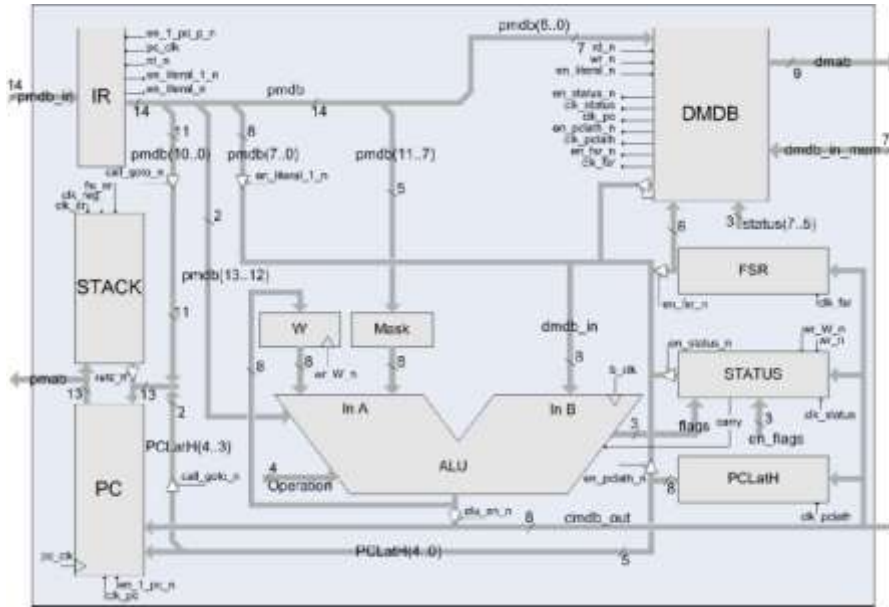 en_1_pc_p_n
pc_clk
en_literal_1_n
en_literal_n
IR
14
pmdb_in
14
pmdb
14
pmdb(6..0)
7
rd_n
wr_n
en_literal_n
en_status_n
clk_status
clk_pc
en_pclath_n
clk_pclath
en_fsr_n
clk_fsr
DMDB
9
dmab
dmdb_in_mem
7
11
pmdb(10..0)
call_goto_n
8
pmdb(7..0)
en_literal_1_n
pmdb(11..7)
5
2
clk_reg
STACK
pmdb(13..12)
11
3
status(7..5)
8
FSR
en_fsr_n
clk_fsr
W
Mask
8
8
8
wr_W_n
dmdb_in
8
en_status_n
wr_W_n
wr_n
STATUS
clk_status
pmab
13
13
2
PCLatH(4..3)
In A
In B
ALU
3
flags
carry
3
en_flags
PC
call_goto_n
4
Operation
alu_en_n
en_pclath_n
8
PCLatH
clk_pclath
8
cmdb_out
PCLatH(4..0)
5
pc_clk
en_1_pc_n
clk_pc